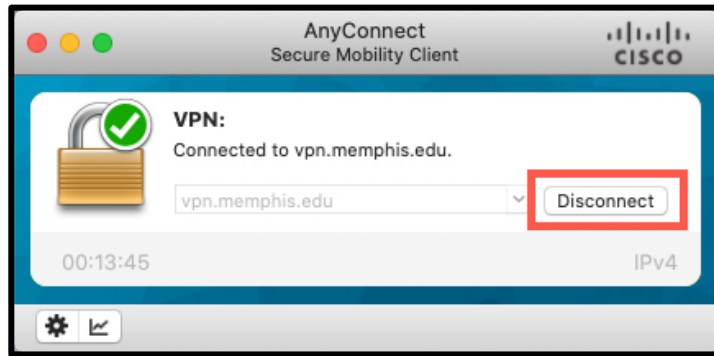 AnyConnect
Secure Mobility Client
CISCO
VPN:
Connected to vpn.memphis.edu.
vpn.memphis.edu
Disconnect
00:13:45
IPv4